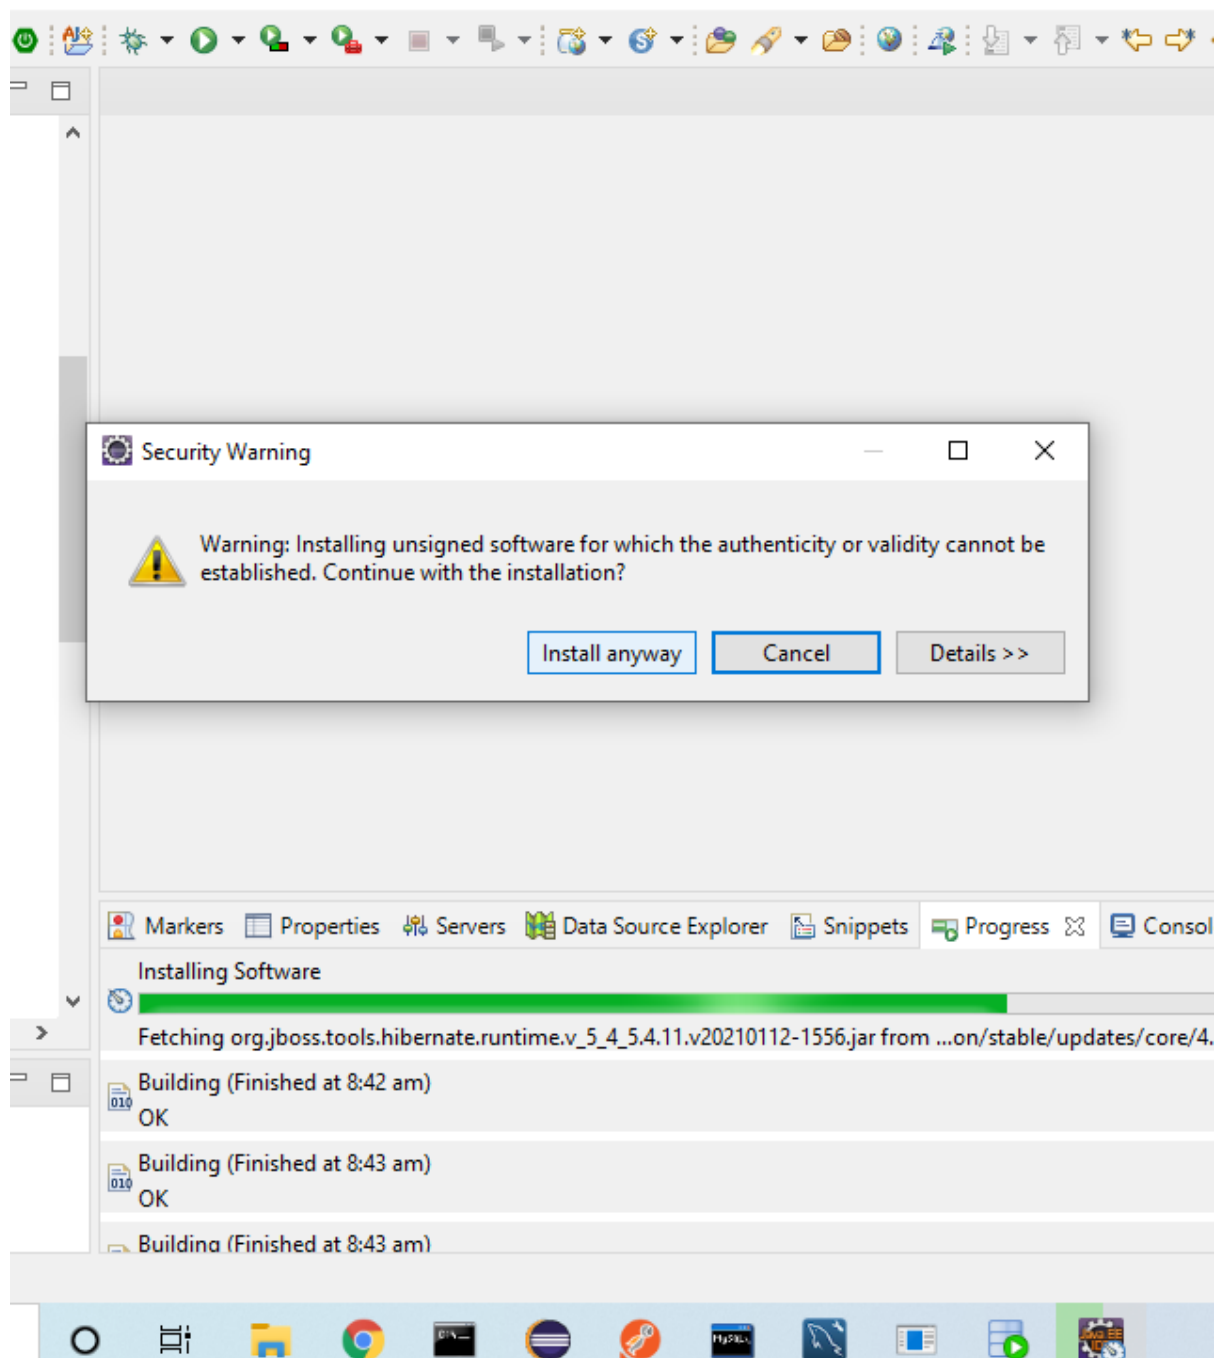 Security Warning
Warning: Installing unsigned software for which the authenticity or validity cannot be
established. Continue with the installation?
Install anyway
Cancel
Details >>
Markers
Properties
Servers
Data Source Explorer
Snippets
Progress
Consol
Installing Software
Fetching org.jboss.tools.hibernate.runtime.v_5_4_5.4.11.v20210112-1556.jar from ...on/stable/updates/core/4.
Building (Finished at 8:42 am)
OK
Building (Finished at 8:43 am)
OK
Building (Finished at 8:43 am)
Java EE